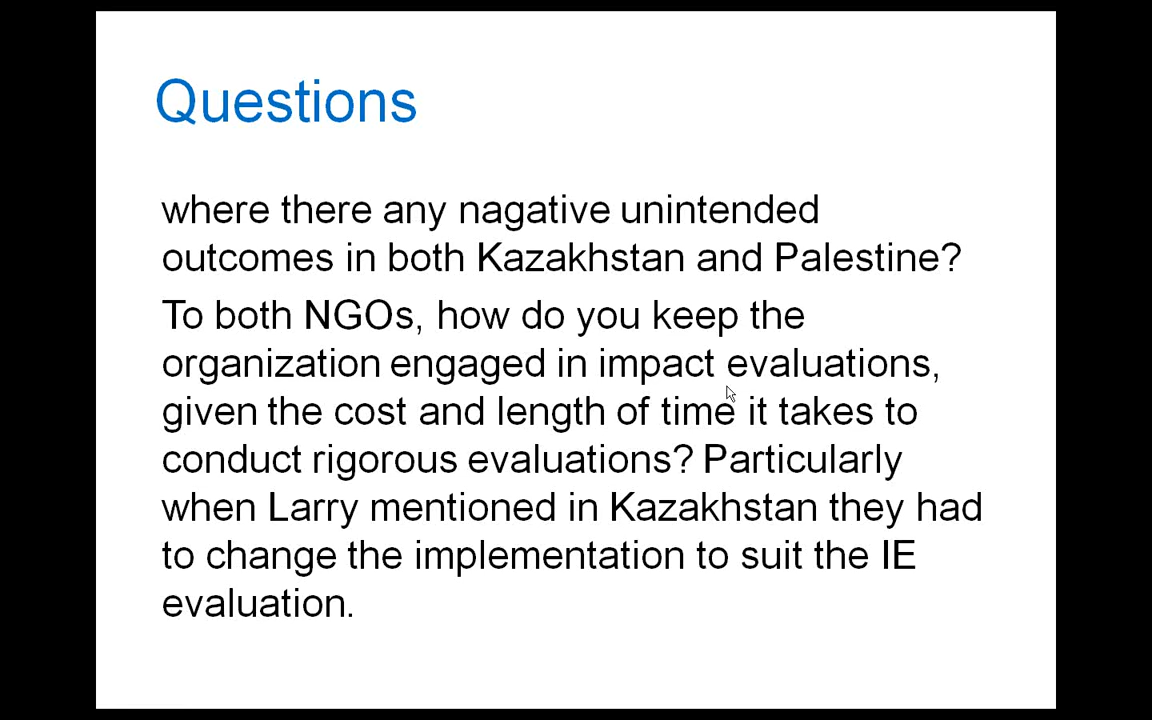 Questions
where there any nagative unintended
outcomes in both Kazakhstan and Palestine?
To both NGOs, how do you keep the
organization engaged in impact evaluations,
given the cost and length of time it takes to
conduct rigorous evaluations? Particularly
when Larry mentioned in Kazakhstan they had
to change the implementation to suit the IE
evaluation.